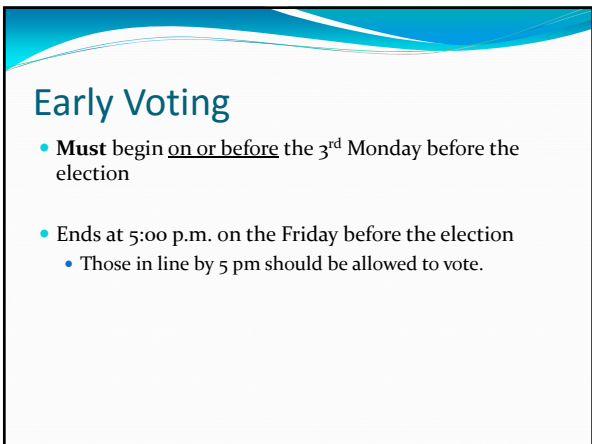 Early Voting
• Must begin on or before the 3rd Monday before the
election
• Ends at 5:00 p.m. on the Friday before the election
• Those in line by 5 pm should be allowed to vote.